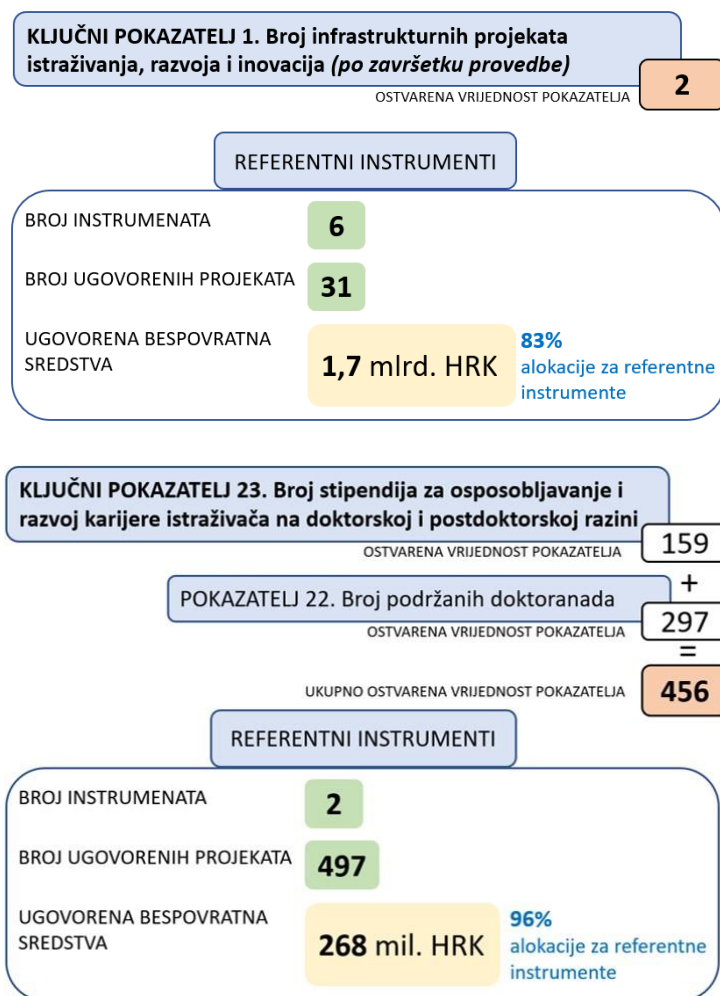 KLJUČNI POKAZATELJ 1. Broj infrastrukturnih projekata
istraživanja, razvoja i inovacija (po završetku provedbe)
OSTVARENA VRIJEDNOST POKAZATELJA
2
REFERENTNI INSTRUMENTI
BROJ INSTRUMENATA
6
BROJ UGOVORENIH PROJEKATA
31
UGOVORENA BESPOVRATNA
SREDSTVA
1,7 mlrd. HRK
83%
alokacije za referentne
instrumente
KLJUČNI POKAZATELJ 23. Broj stipendija za osposobljavanje i
razvoj karijere istraživača na doktorskoj i postdoktorskoj razini
OSTVARENA VRIJEDNOST POKAZATELJA
159
+
POKAZATELJ 22. Broj podržanih doktoranada
OSTVARENA VRIJEDNOST POKAZATELJA
297
=
UKUPNO OSTVARENA VRIJEDNOST POKAZATELJA
456
REFERENTNI INSTRUMENTI
BROJ INSTRUMENATA
2
BROJ UGOVORENIH PROJEKATA
497
UGOVORENA BESPOVRATNA
SREDSTVA
268 mil. HRK
96%
alokacije za referentne
instrumente